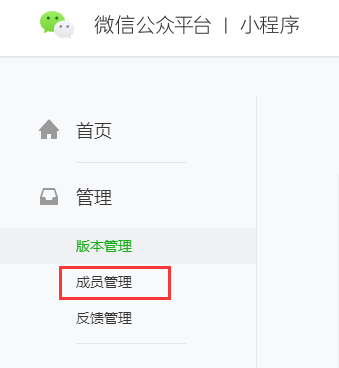 微信公众平台 | 小程序
首页
管理
版本管理
成员管理
反馈管理